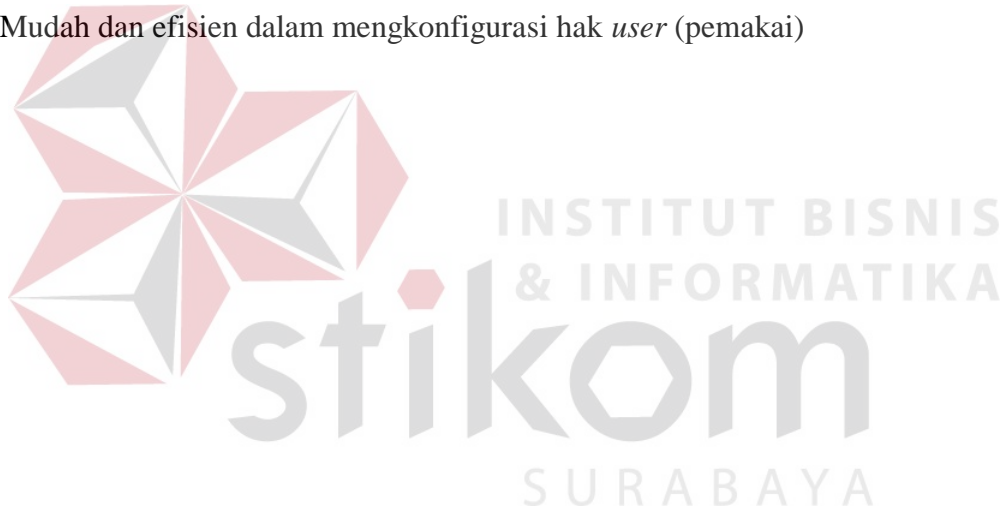 Mudah dan efisien dalam mengkonfigurasi hak user (pemakai)
INSTITUT BISNIS
& INFORMATIKA
stikom
SURABAYA